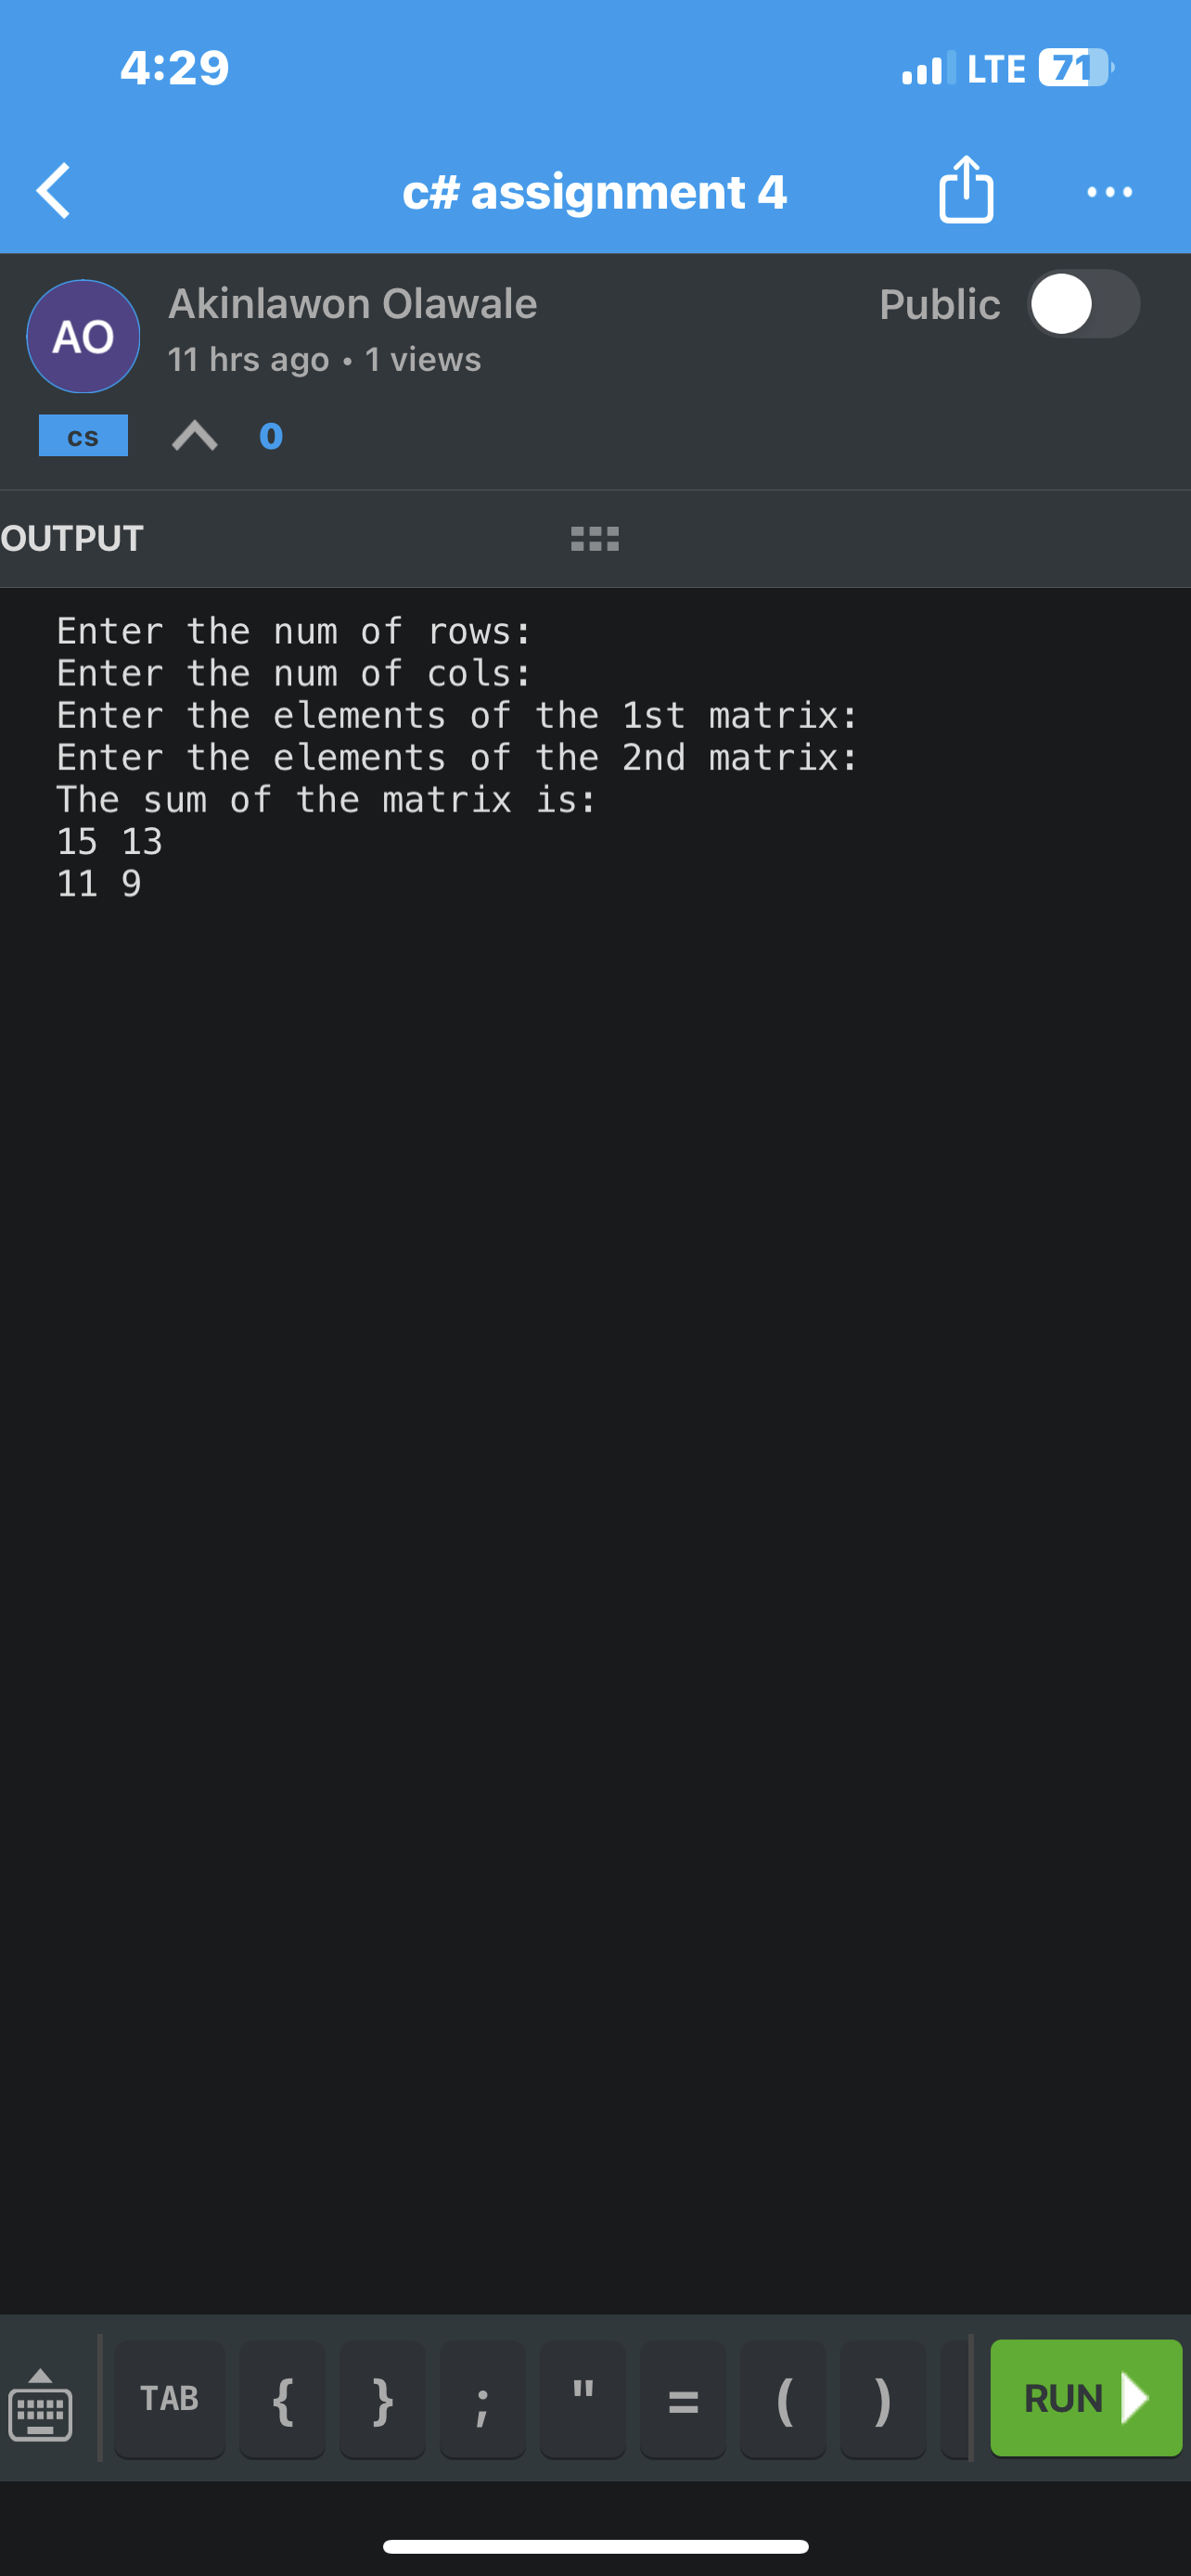 4:29
LTE 71
c# assignment 4
AO
Akinlawon Olawale
Public
11 hrs ago • 1 views
cs
0
OUTPUT
Enter the num of rows:
Enter the num of cols:
Enter the elements of the 1st matrix:
Enter the elements of the 2nd matrix:
The sum of the matrix is:
15 13
11 9
TAB { } ; " = ( ) RUN